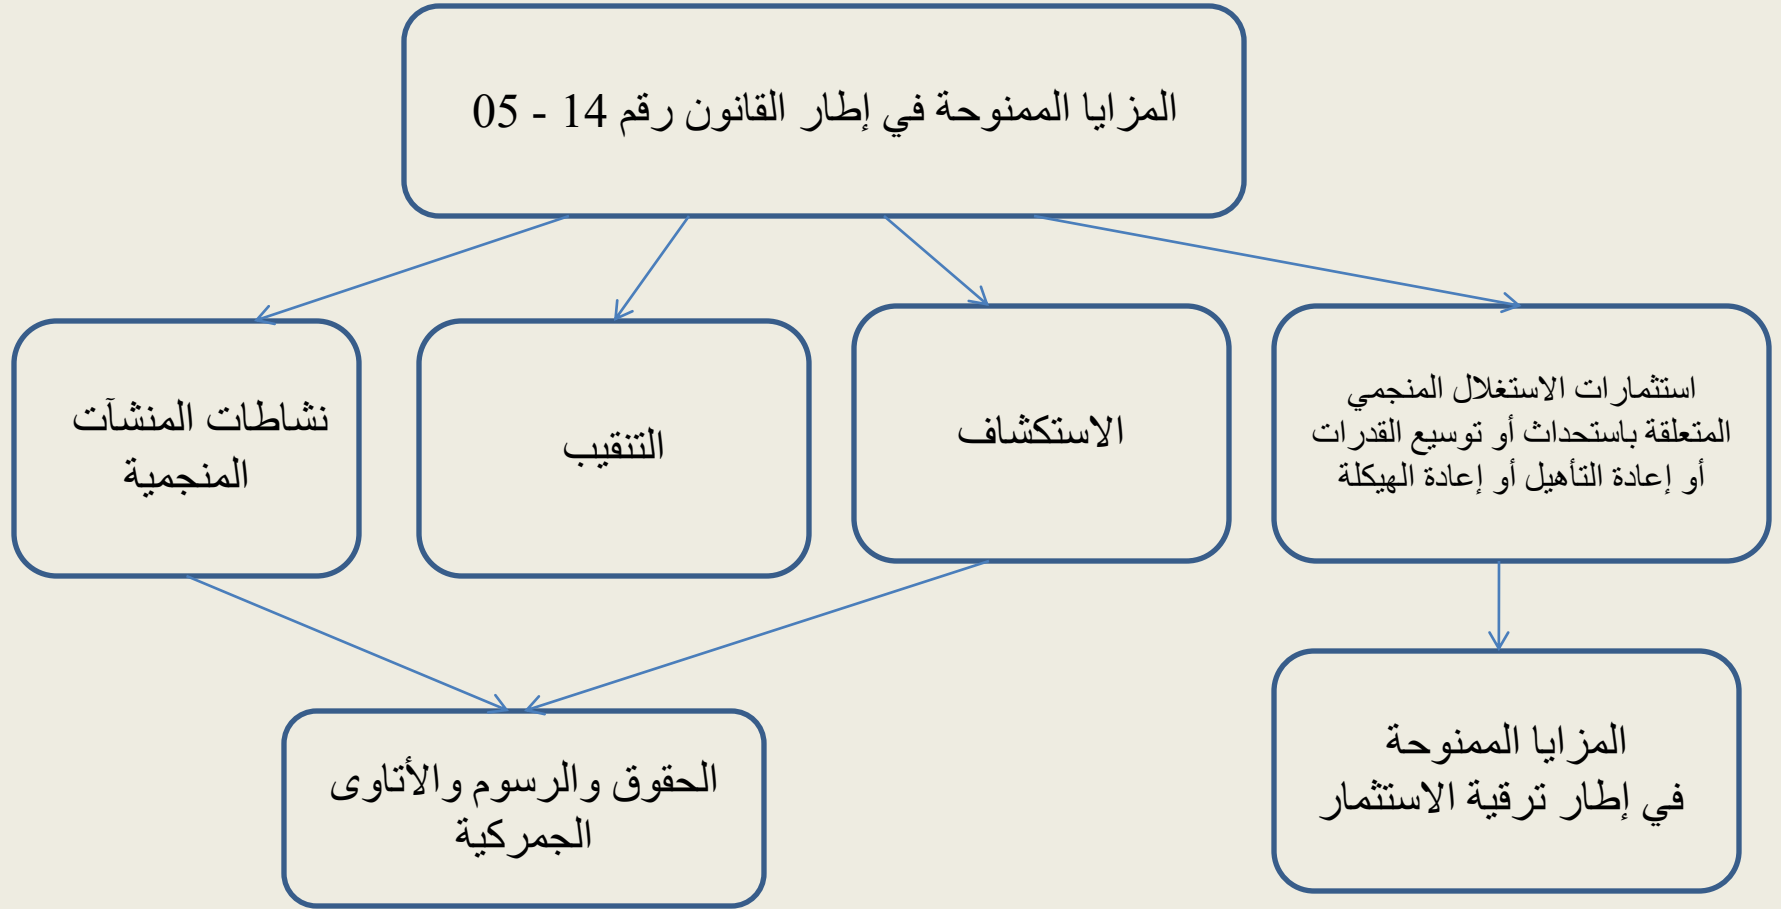 المزايا الممنوحة في إطار القانون رقم 14 - 05
استثمارات الاستغلال المنجمي
المتعلقة باستحداث أو توسيع القدرات
أو إعادة التأهيل أو إعادة الهيكلة
الاستكشاف
التنقيب
نشاطات المنشآت
المنجمية
المزايا الممنوحة
في إطار ترقية الاستثمار
الحقوق والرسوم والأتاوى
الجمركية